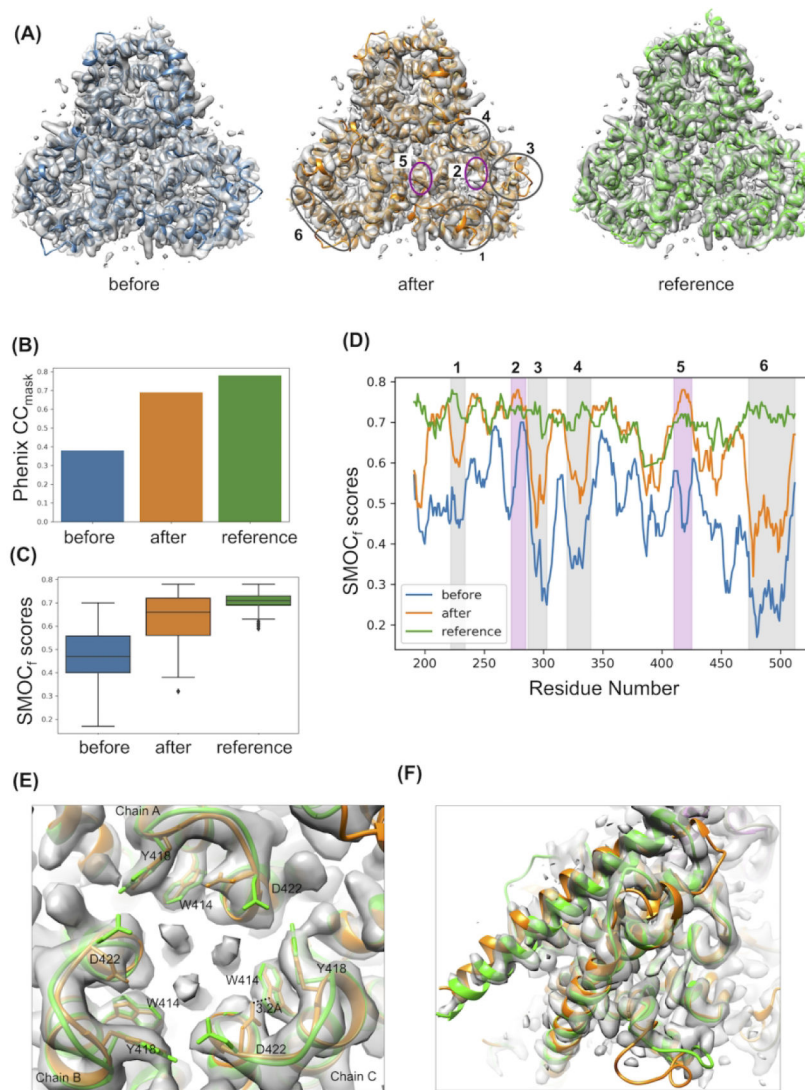 (A)
4
3
5
2
6
1
before
after
reference
(B)
Phenix CCmask
0.8
0.7
0.6
0.5
0.4
0.3
0.2
0.1
0.0
before
after
reference
(C)
SMOCf scores
0.8
0.7
0.6
0.5
0.4
0.3
0.2
before
after
reference
(D)
1
2
3
4
5
6
SMOCf scores
0.8
0.7
0.6
0.5
0.4
0.3
0.2
before
after
reference
200
250
300
350
400
450
500
Residue Number
(E)
Chain A
Y418
W414
D422
D422
W414
Y418
W414
Y418
3.2A
D422
Chain B
Chain C
(F)